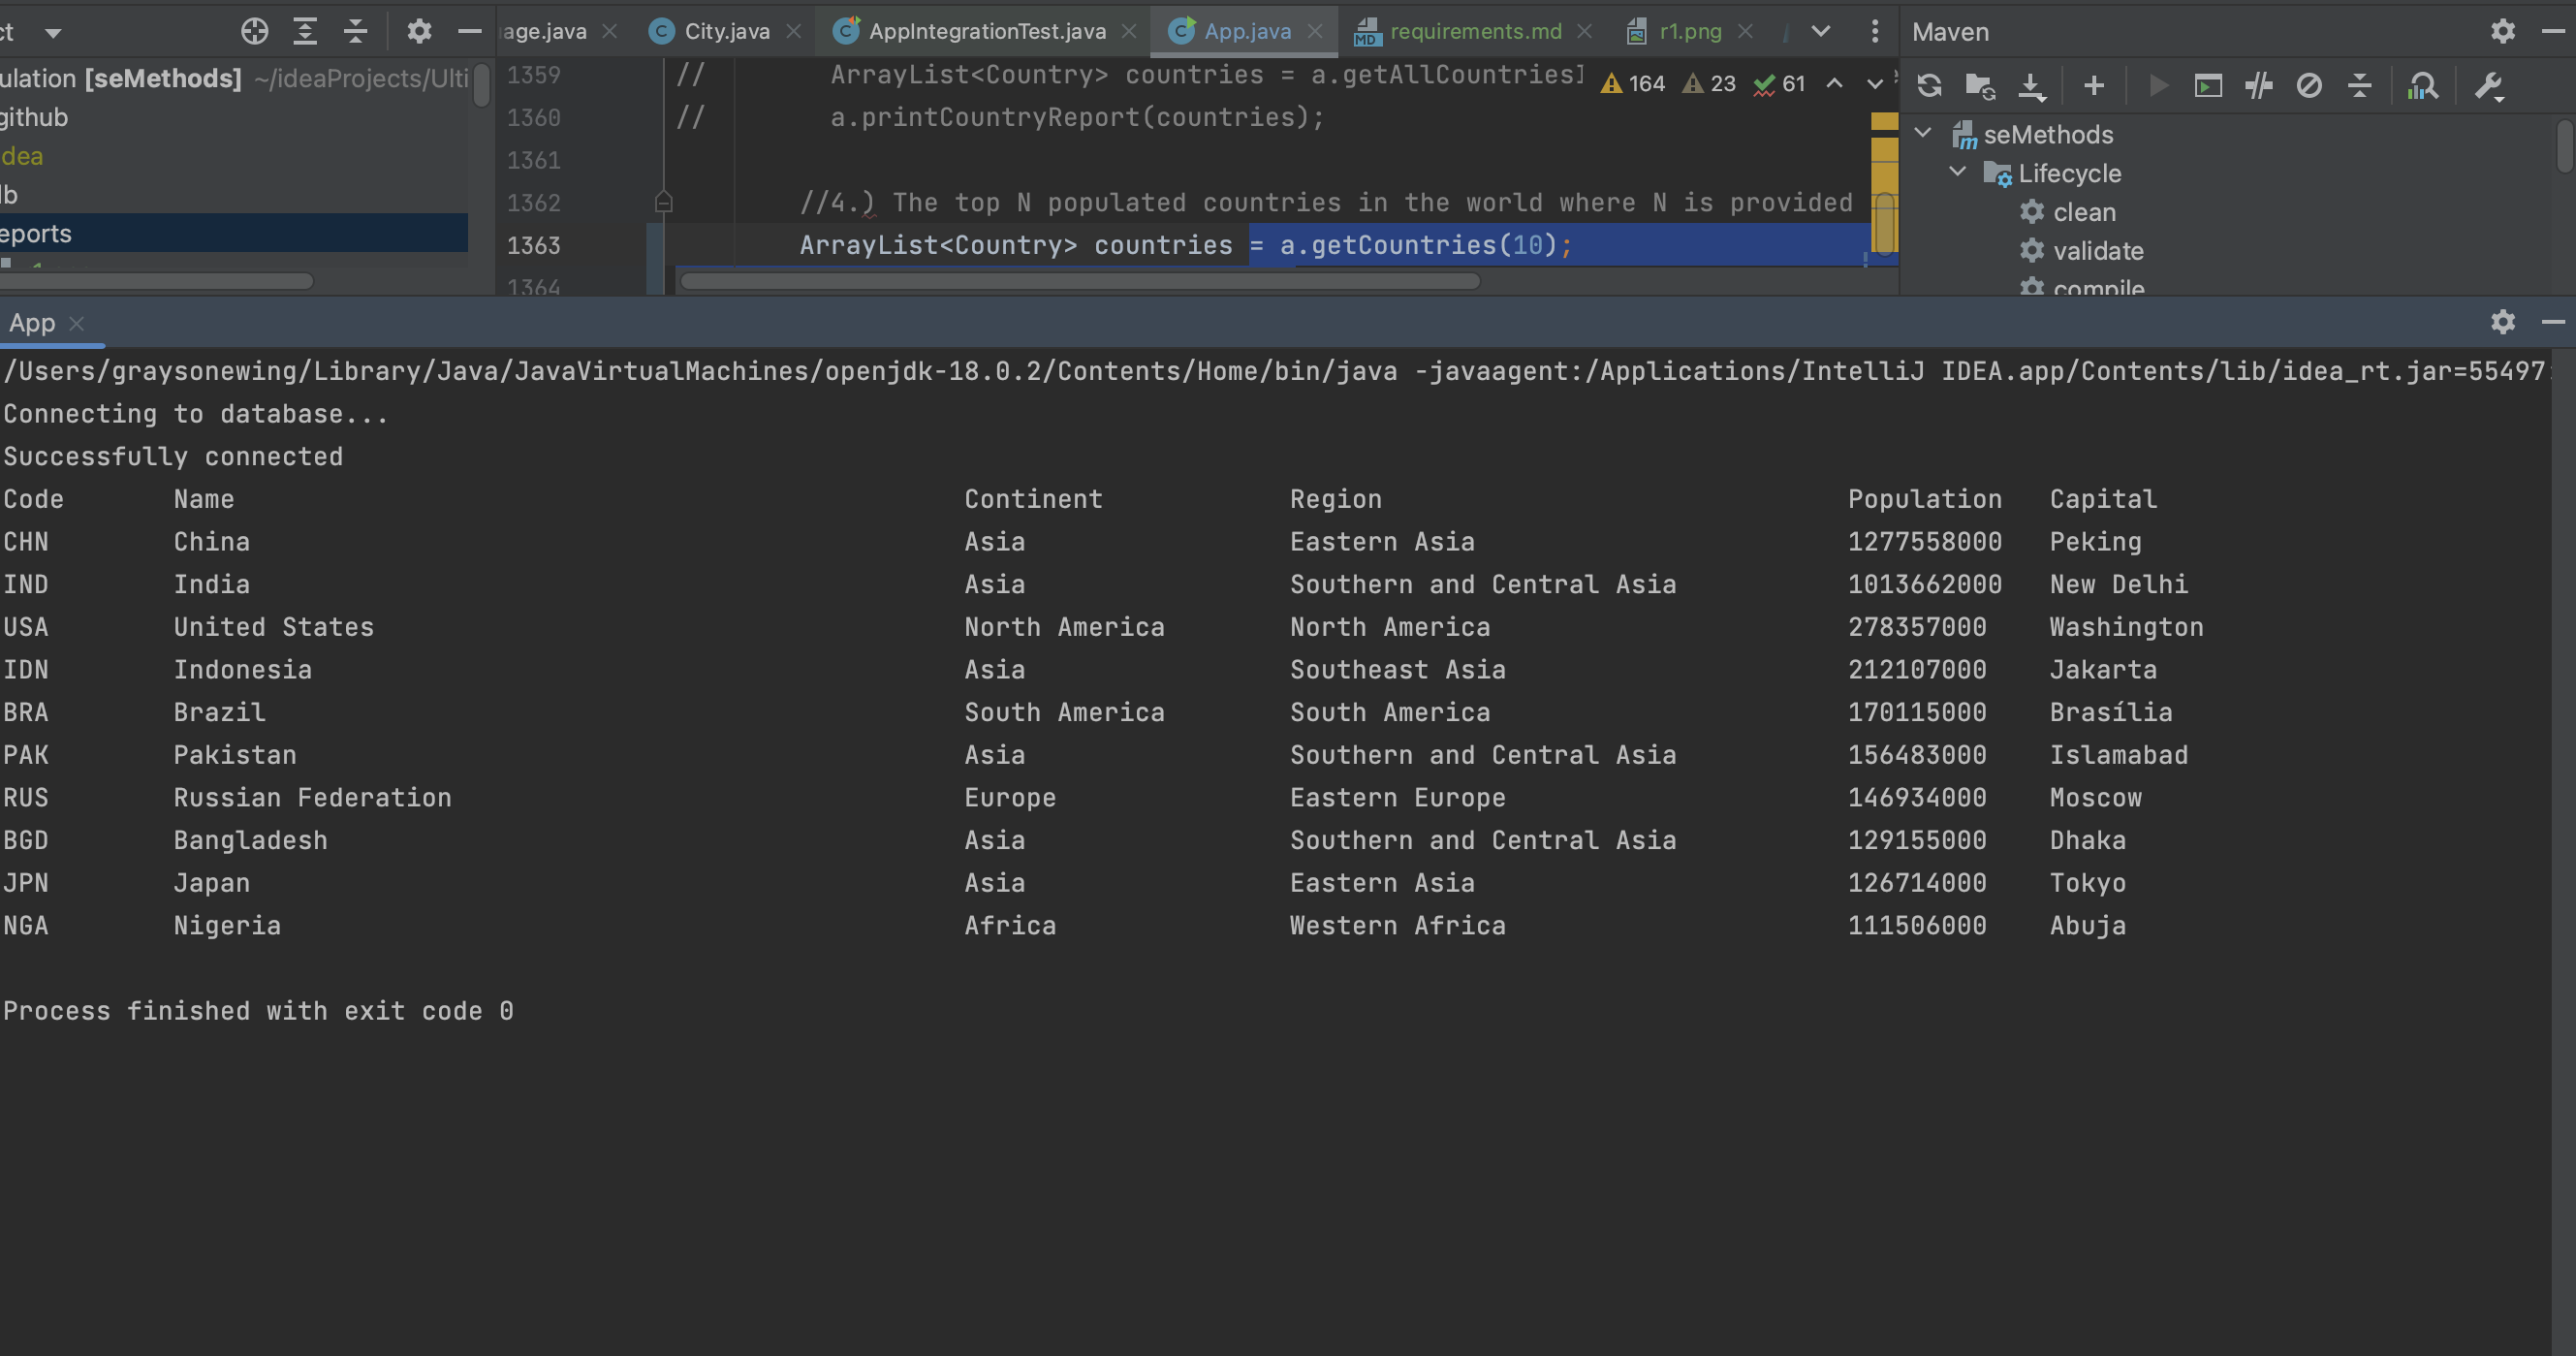 ct age.java City.java AppIntegrationTest.java App.java requirements.md r1.png Maven
ulation [seMethods] ~/ideaProjects/Ulti
github
idea
db
eports
1359 // ArrayList<Country> countries = a.getAllCountriesI 164 23 61
1360 // a.printCountryReport(countries);
1361
1362 //4.) The top N populated countries in the world where N is provided
1363 ArrayList<Country> countries = a.getCountries(10);
1364
seMethods
Lifecycle
clean
validate
compile
App
/Users/graysonewing/Library/Java/JavaVirtualMachines/openjdk-18.0.2/Contents/Home/bin/java -javaagent:/Applications/IntelliJ IDEA.app/Contents/lib/idea_rt.jar=55497:
Connecting to database...
Successfully connected
Code Name Continent Region Population Capital
CHN China Asia Eastern Asia 1277558000 Peking
IND India Asia Southern and Central Asia 1013662000 New Delhi
USA United States North America North America 278357000 Washington
IDN Indonesia Asia Southeast Asia 212107000 Jakarta
BRA Brazil South America South America 170115000 Brasília
PAK Pakistan Asia Southern and Central Asia 156483000 Islamabad
RUS Russian Federation Europe Eastern Europe 146934000 Moscow
BGD Bangladesh Asia Southern and Central Asia 129155000 Dhaka
JPN Japan Asia Eastern Asia 126714000 Tokyo
NGA Nigeria Africa Western Africa 111506000 Abuja
Process finished with exit code 0